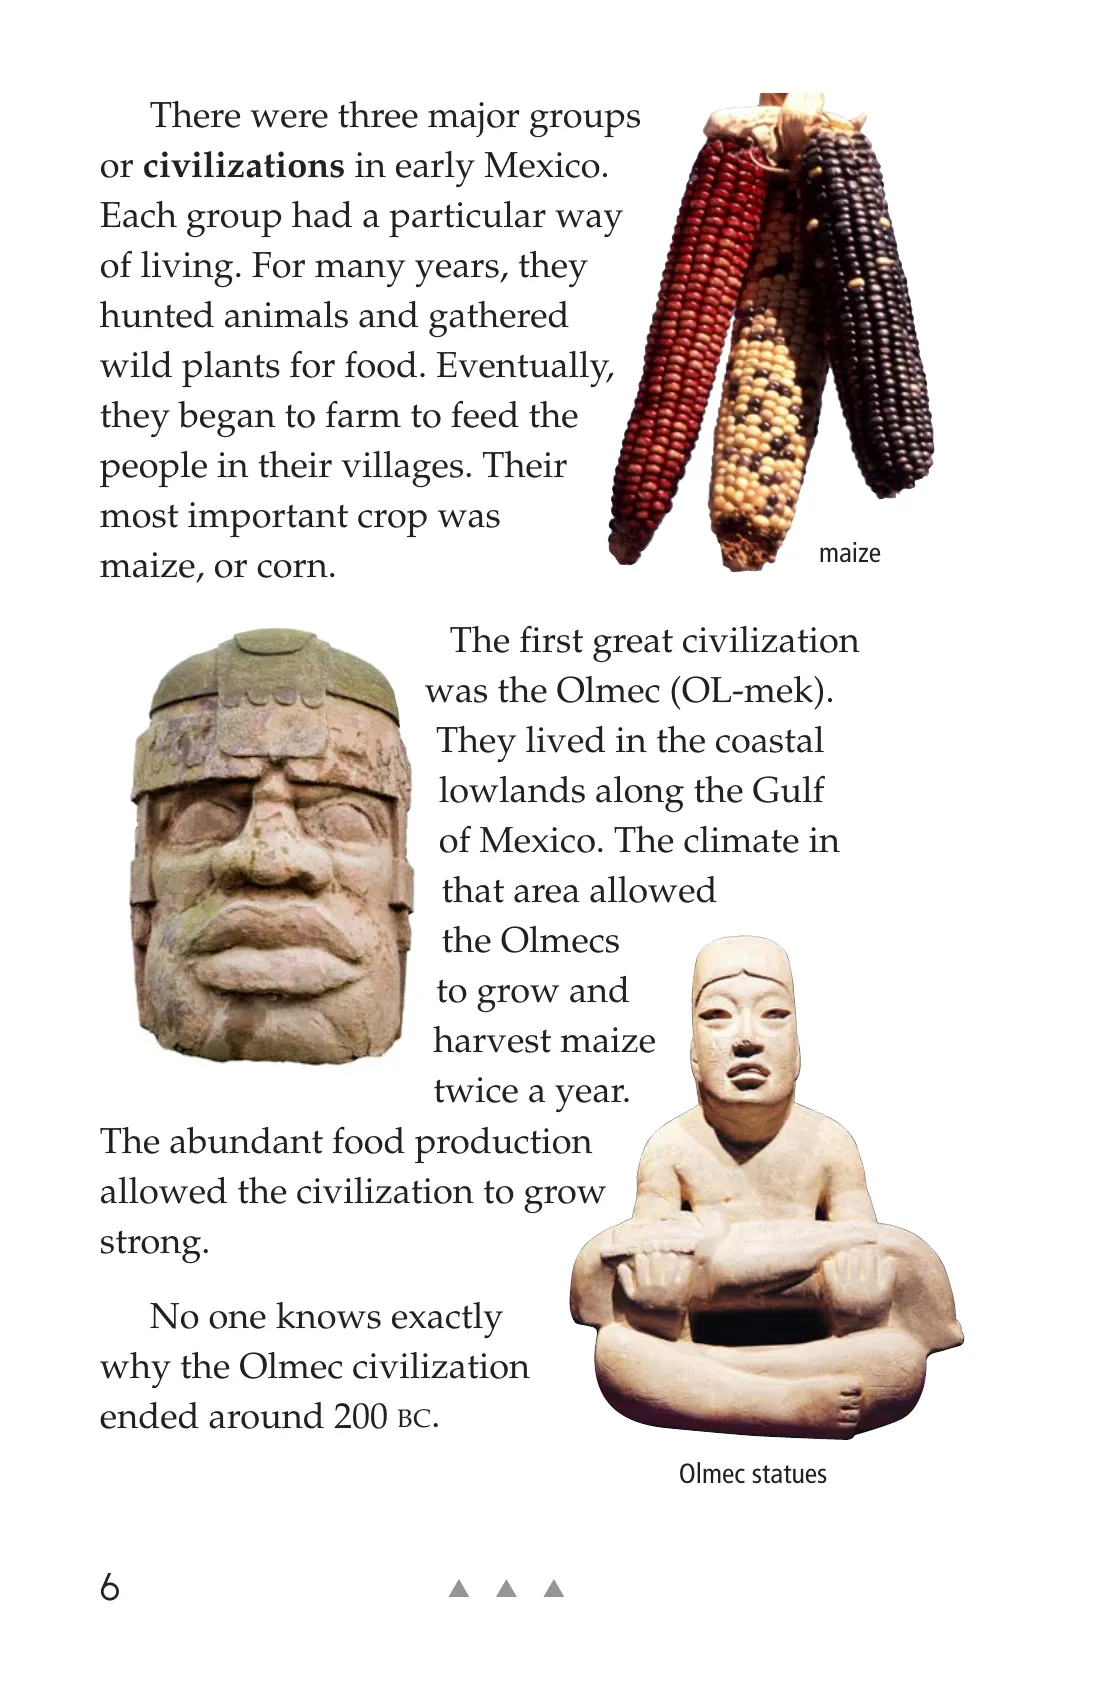 There were three major groups
or civilizations in early Mexico.
Each group had a particular way
of living. For many years, they
hunted animals and gathered
wild plants for food. Eventually,
they began to farm to feed the
people in their villages. Their
most important crop was
maize, or corn.
maize
The first great civilization
was the Olmec (OL-mek).
They lived in the coastal
lowlands along the Gulf
of Mexico. The climate in
that area allowed
the Olmecs
to grow and
harvest maize
twice a year.
The abundant food production
allowed the civilization to grow
strong.
No one knows exactly
why the Olmec civilization
ended around 200 BC.
Olmec statues
6